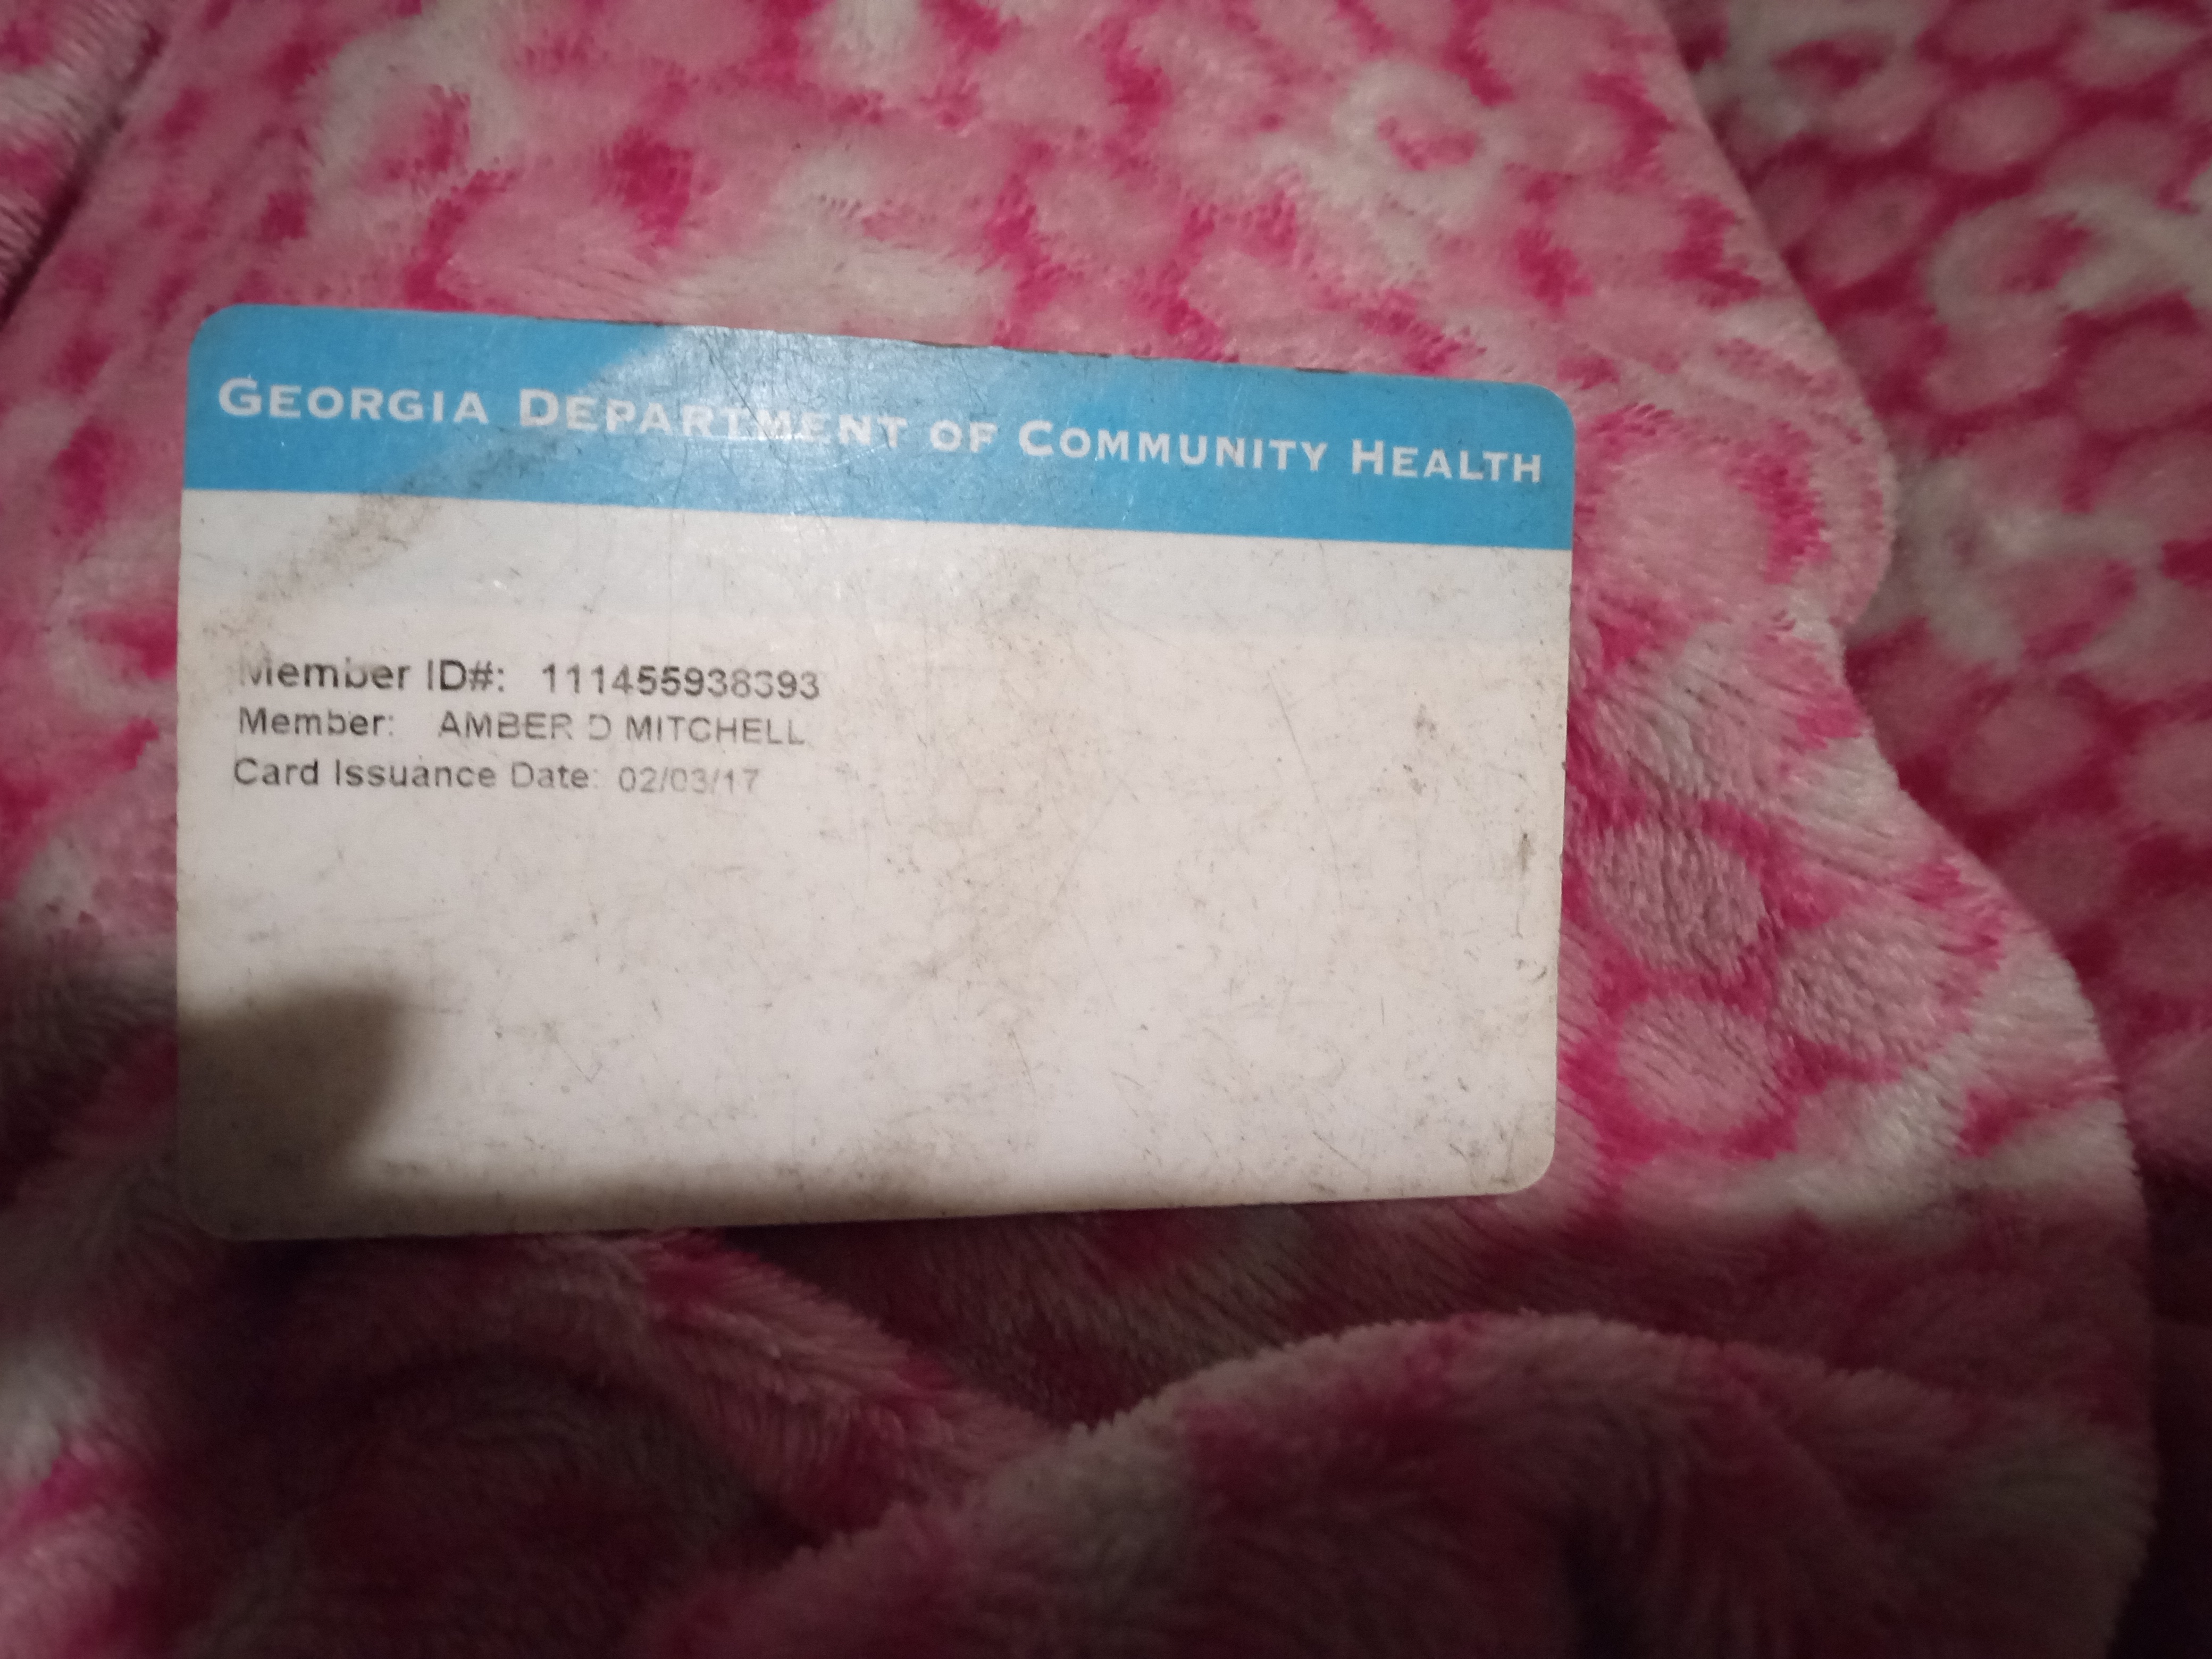 GEORGIA DEPARTMENT OF COMMUNITY HEALTH
Member ID#: 111455938393
Member: AMBER D MITCHELL
Card Issuance Date: 02/03/17